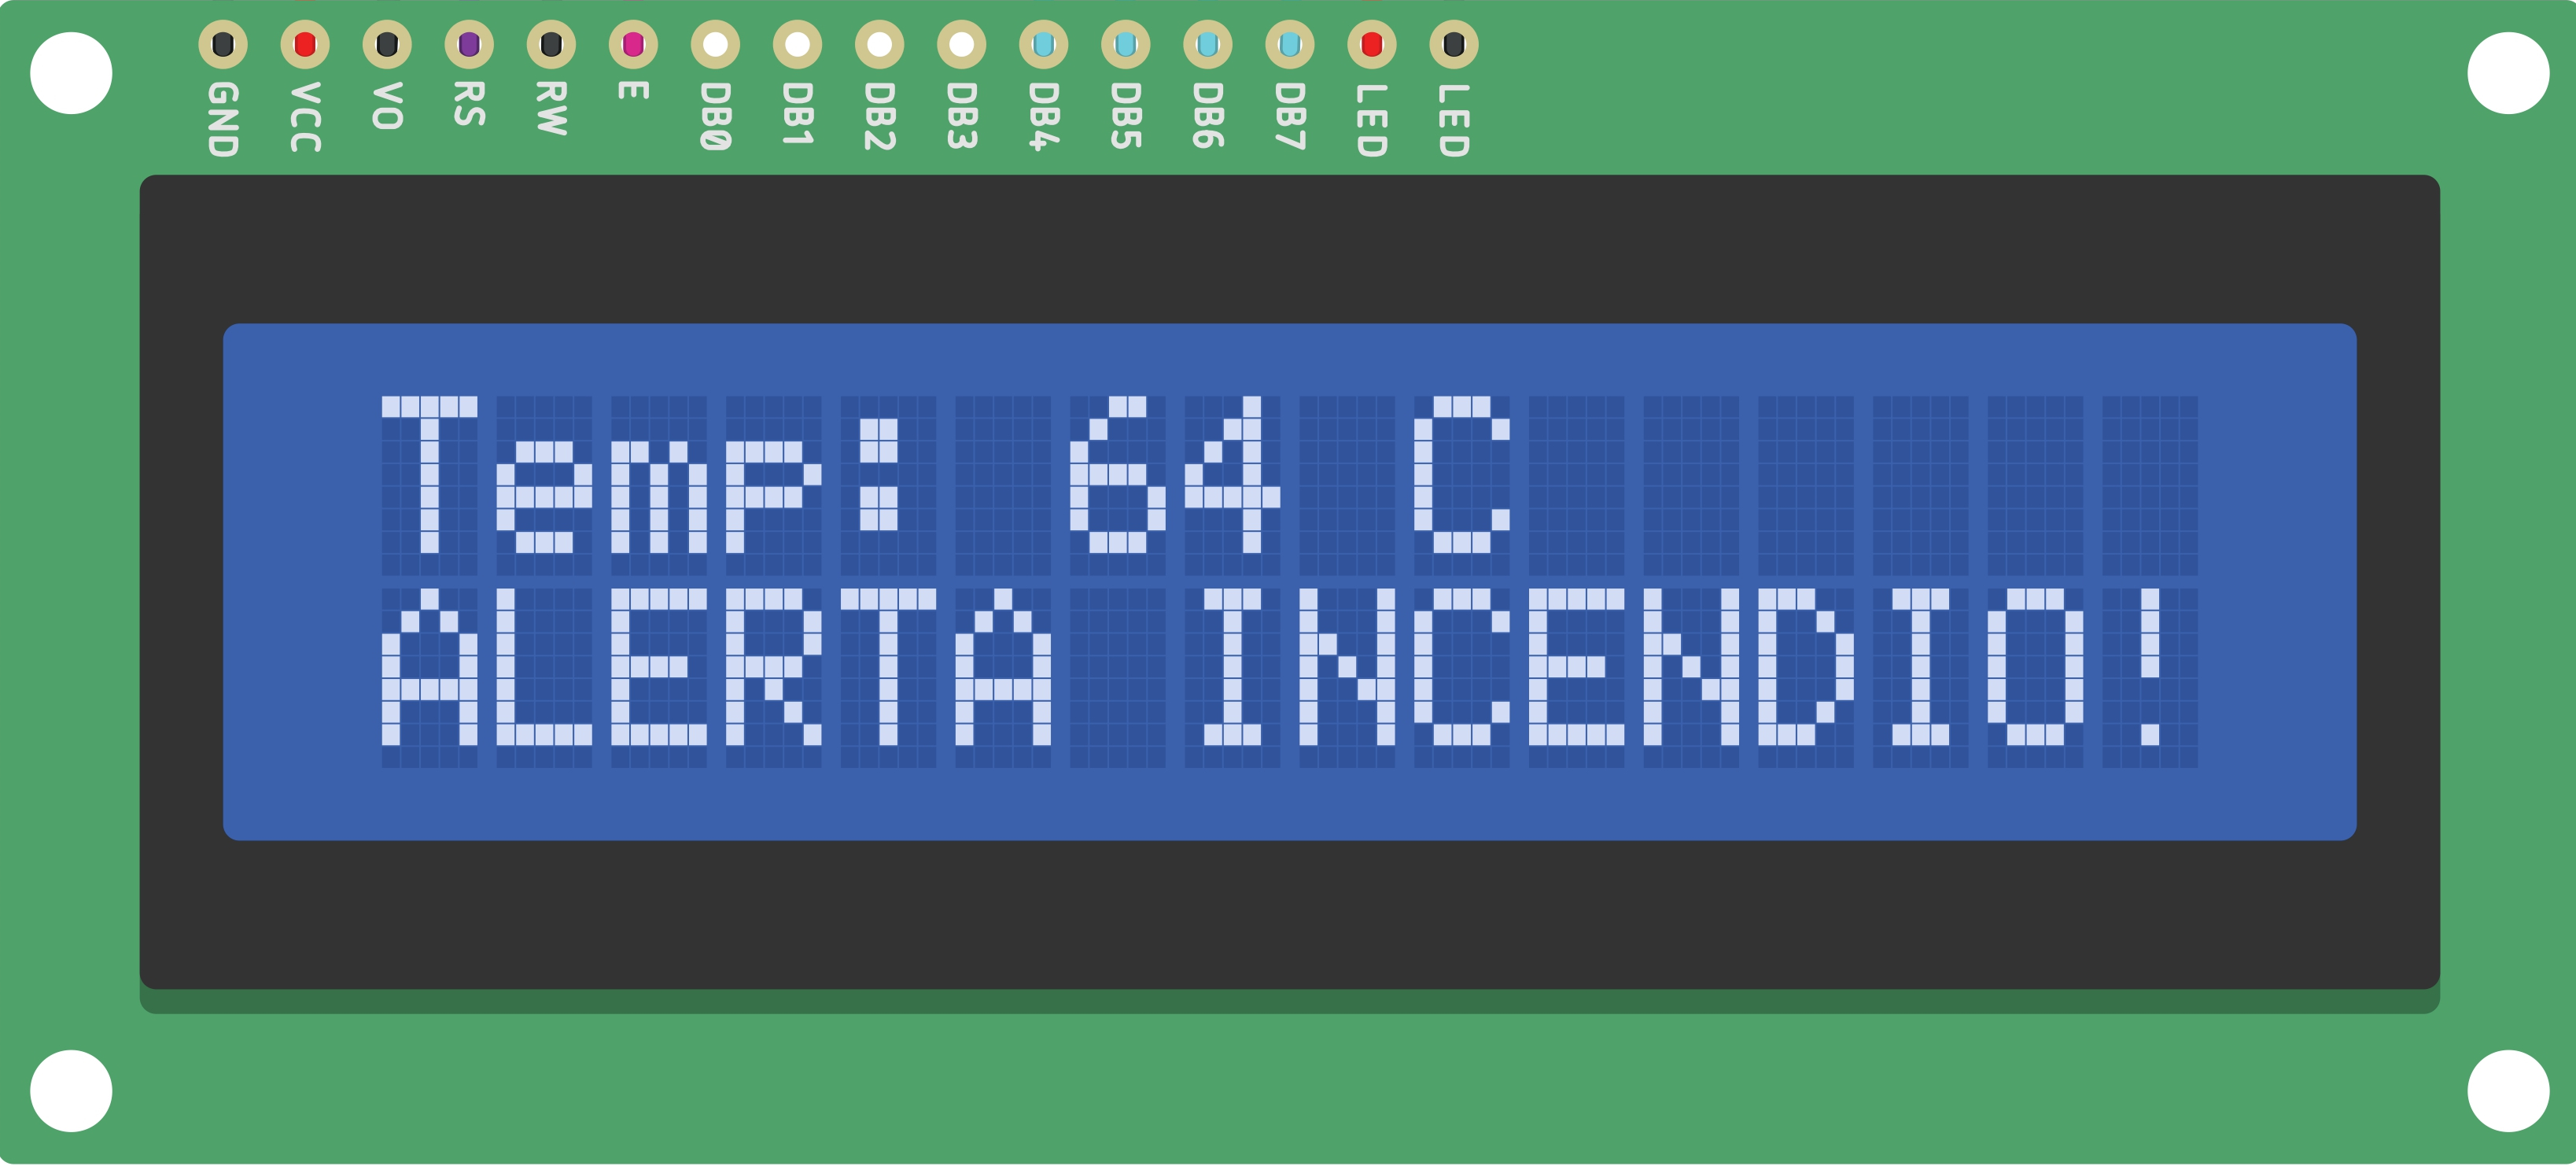 GND VCC VO RS RW E DB0 DB1 DB2 DB3 DB4 DB5 DB6 DB7 LED LED
Temp: 64 C
ALERTA INCENDIO!